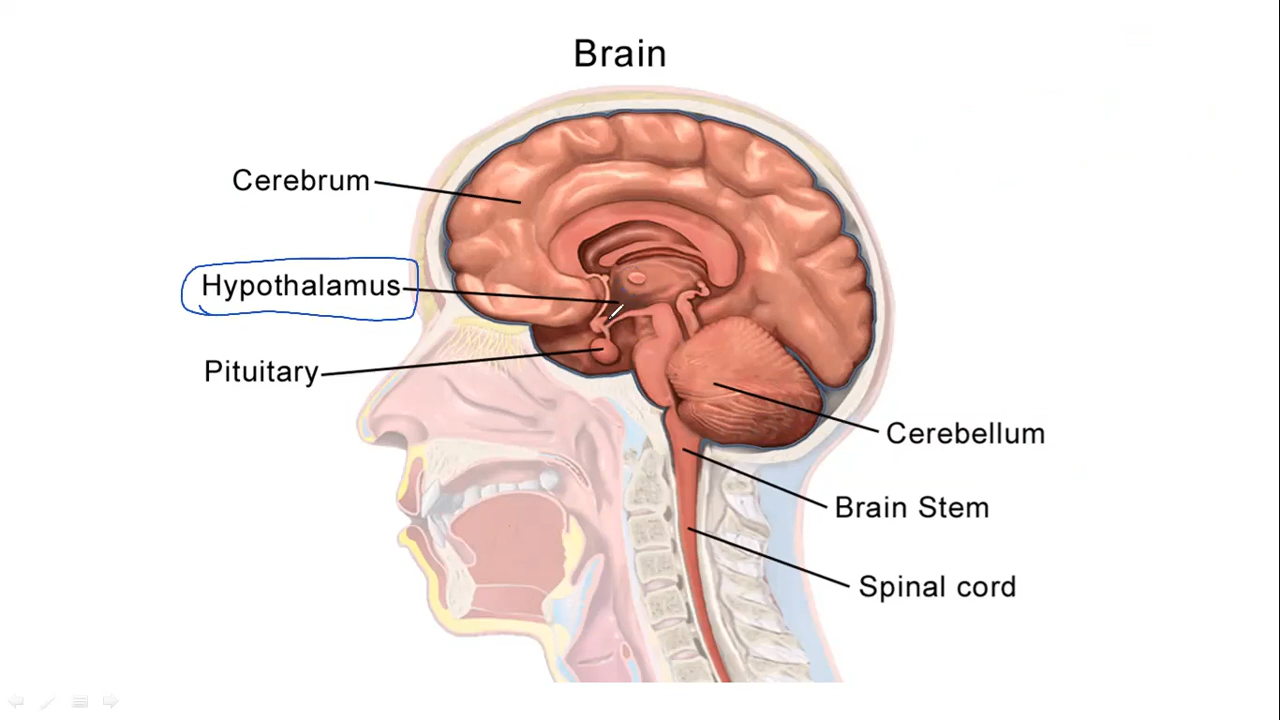 Brain
Cerebrum
Hypothalamus
Pituitary
Cerebellum
Brain Stem
Spinal cord